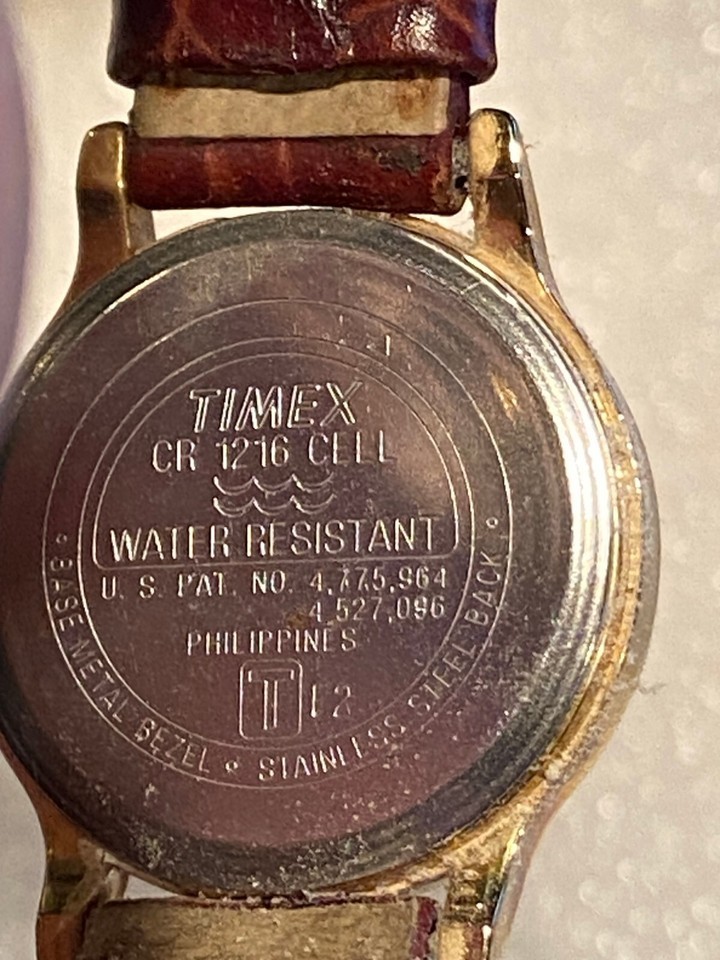 TIMEX
CR 1216 CELL
WATER RESISTANT
U. S. PAT. NO. 4,775,964
4,527,096
PHILIPPINES
T
BASE METAL BEZEL
STAINLESS STEEL BACK